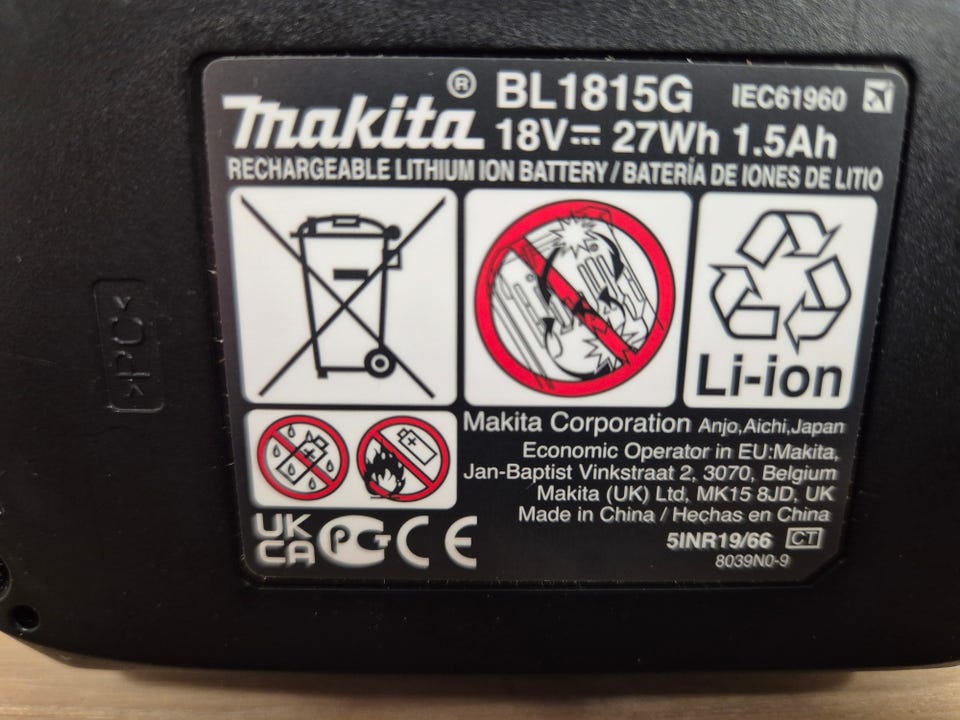 makita® BL1815G IEC61960
18V⎓ 27Wh 1.5Ah
RECHARGEABLE LITHIUM ION BATTERY / BATERÍA DE IONES DE LITIO
Li-ion
Makita Corporation Anjo,Aichi,Japan
Economic Operator in EU:Makita,
Jan-Baptist Vinkstraat 2, 3070, Belgium
Makita (UK) Ltd, MK15 8JD, UK
Made in China / Hechas en China
5INR19/66 CT
8039N0-9
UK
CA
PCT CE
>PC<